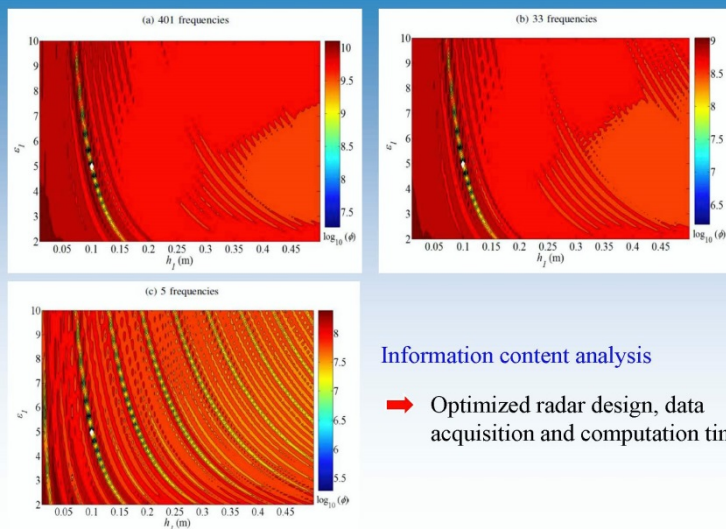 (a) 401 frequencies
10
9
8
7
6
5
4
3
2
ε₁
0.05 0.1 0.15 0.2 0.25 0.3 0.35 0.4 0.45
h₁ (m)
10
9.5
9
8.5
8
7.5
log₁₀ (ϕ)
(b) 33 frequencies
10
9
8
7
6
5
4
3
2
ε₁
0.05 0.1 0.15 0.2 0.25 0.3 0.35 0.4 0.45
h₁ (m)
9
8.5
8
7.5
7
6.5
log₁₀ (ϕ)
(c) 5 frequencies
10
9
8
7
6
5
4
3
2
ε₁
0.05 0.1 0.15 0.2 0.25 0.3 0.35 0.4 0.45
h₁ (m)
8
7.5
7
6.5
6
5.5
log₁₀ (ϕ)
Information content analysis
Optimized radar design, data
acquisition and computation